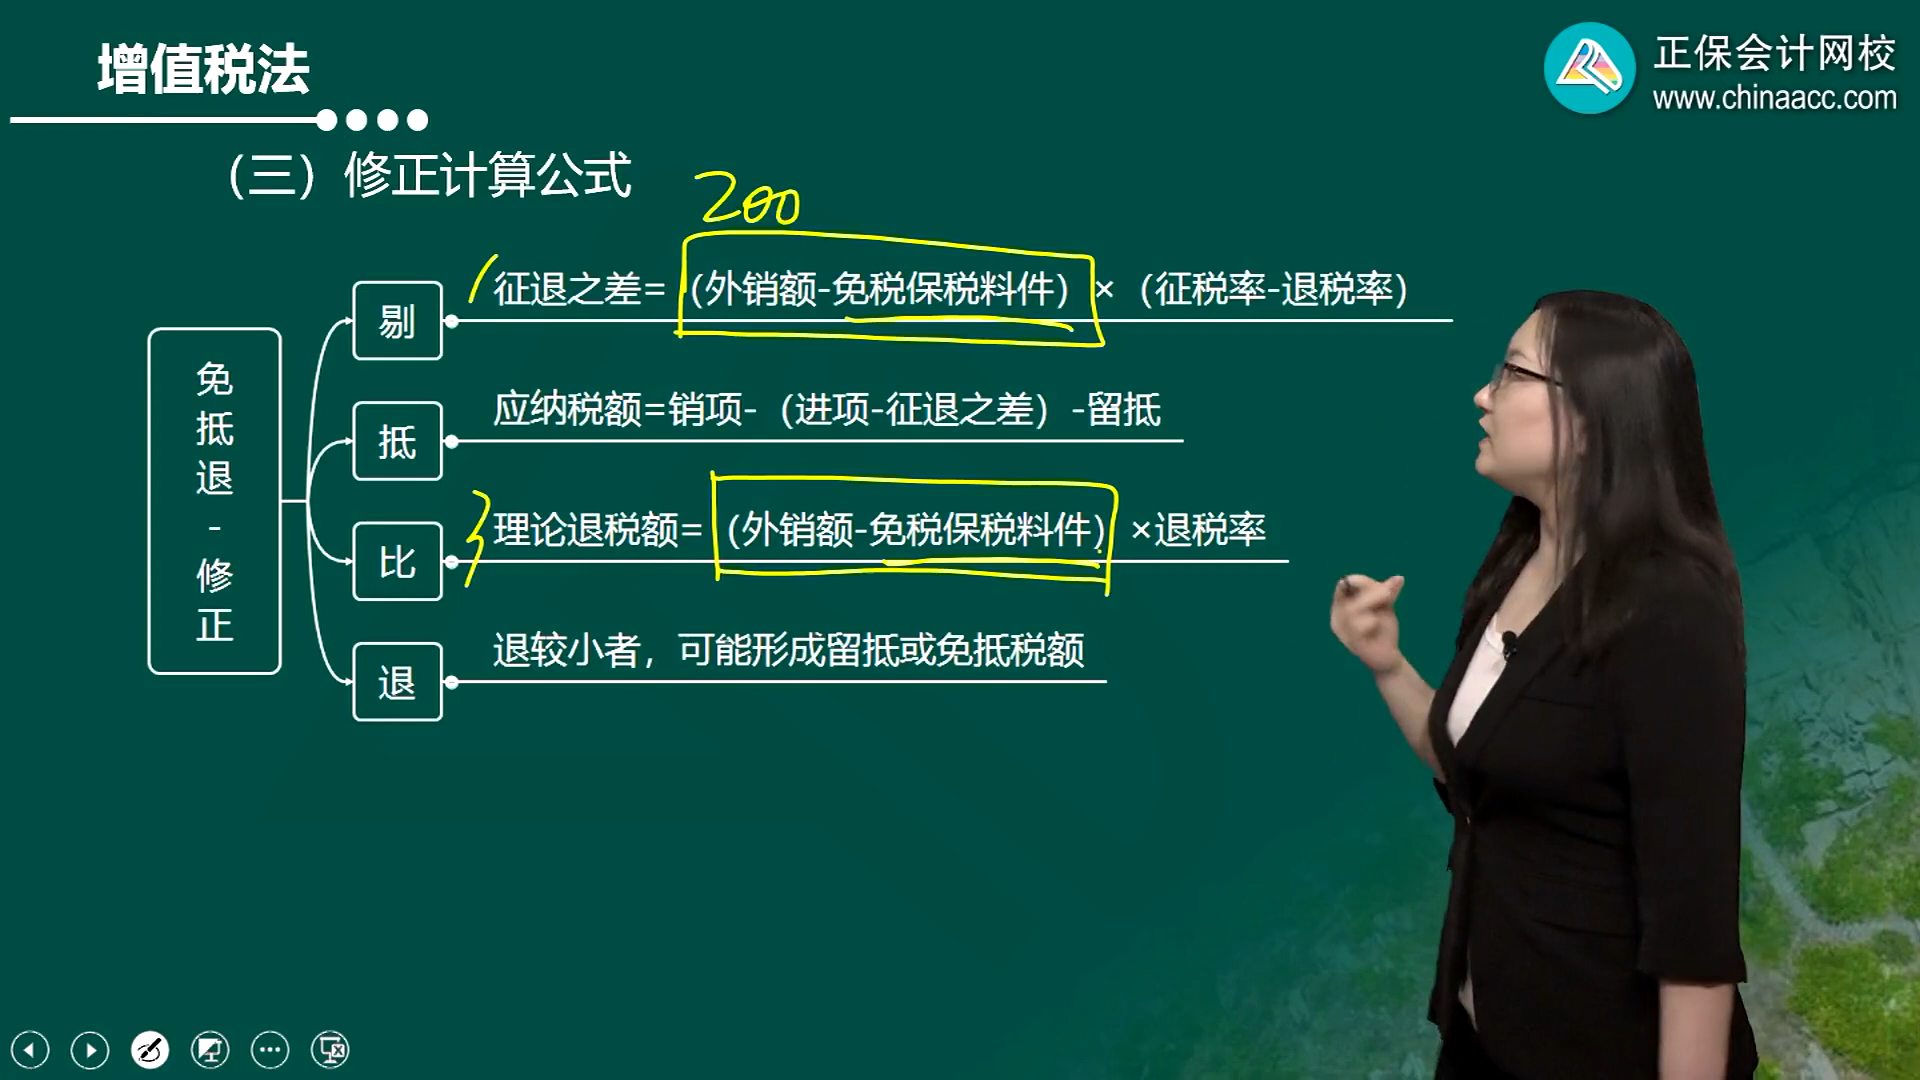 增值税法
正保会计网校
www.chinaacc.com
（三）修正计算公式
200
免抵退-修正
剔
征退之差=（外销额-免税保税料件）×（征税率-退税率）
抵
应纳税额=销项-（进项-征退之差）-留抵
比
理论退税额=（外销额-免税保税料件）×退税率
退
退较小者，可能形成留抵或免抵税额